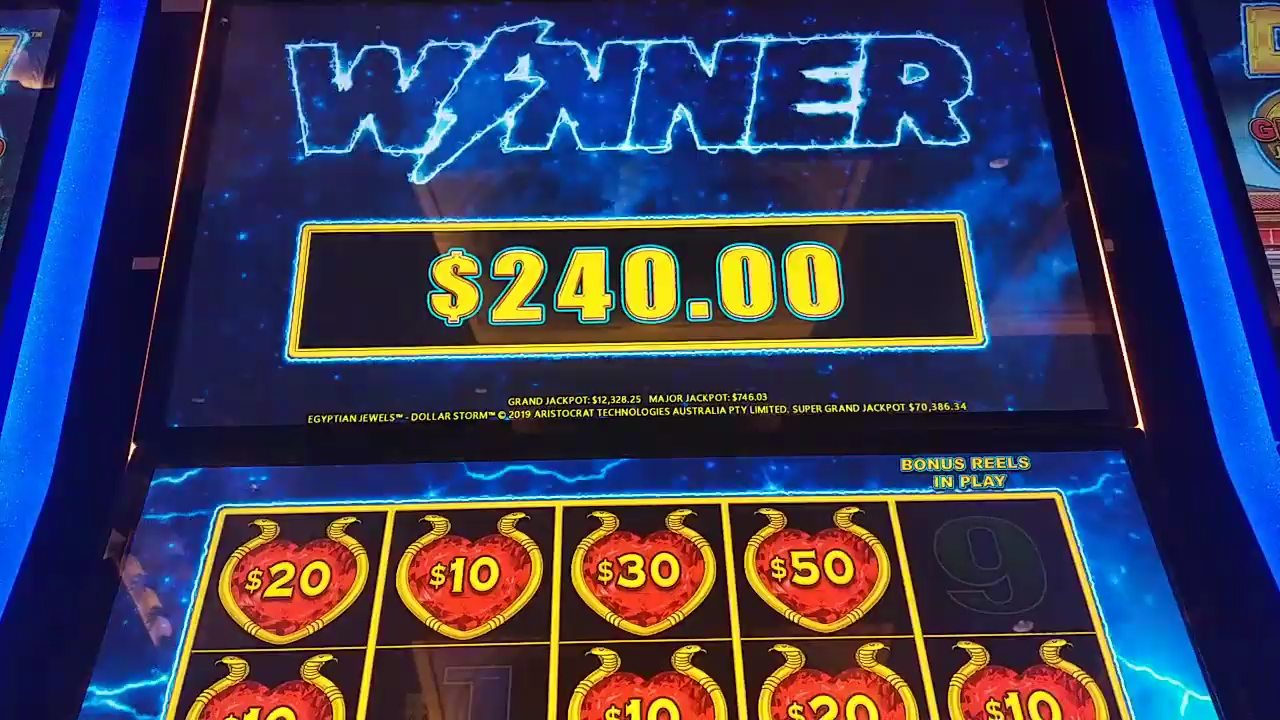 WINNER
$240.00
GRAND JACKPOT: $12,328.25 MAJOR JACKPOT: $746.03
EGYPTIAN JEWELS™ - DOLLAR STORM™ © 2019 ARISTOCRAT TECHNOLOGIES AUSTRALIA PTY LIMITED. SUPER GRAND JACKPOT $70,386.34
BONUS REELS
IN PLAY
$20 $10 $30 $50 9
$10 $10 $20 $10